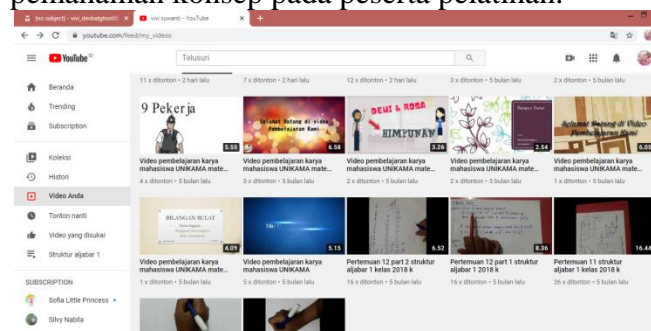 pemahaman konsep pada peserta pelatihan.
(no subject) - vivi_devbatghost@
vivi suwanti - YouTube
youtube.com/feed/my_videos
YouTube ID
Telusuri
Beranda
Trending
Subscription
Koleksi
Histori
Video Anda
Tonton nanti
Video yang disukai
Struktur aljabar 1
SUBSCRIPTION
Sofia Little Princess
Silvy Nabila
11 x ditonton • 2 hari lalu
7 x ditonton • 2 hari lalu
12 x ditonton • 2 hari lalu
3 x ditonton • 5 bulan lalu
2 x ditonton • 5 bulan lalu
9 Pekerja
5.55
Selamat Datang di video
Pembelajaran Kami
6.58
DEWI & ROSA
HIMPUNAN
3.26
2.54
Selamat Datang di Video
Pembelajaran Kami
6.05
Video pembelajaran karya
mahasiswa UNIKAMA mate...
4 x ditonton • 5 bulan lalu
Video pembelajaran karya
mahasiswa UNIKAMA mate...
3 x ditonton • 5 bulan lalu
Video pembelajaran karya
mahasiswa UNIKAMA mate...
2 x ditonton • 5 bulan lalu
Video pembelajaran karya
mahasiswa UNIKAMA mate...
2 x ditonton • 5 bulan lalu
Video pembelajaran karya
mahasiswa UNIKAMA mate...
1 x ditonton • 5 bulan lalu
BILANGAN BULAT
4.09
5.15
6.52
8.36
16.44
Video pembelajaran karya
mahasiswa UNIKAMA mate...
1 x ditonton • 5 bulan lalu
Video pembelajaran karya
mahasiswa UNIKAMA
5 x ditonton • 5 bulan lalu
Pertemuan 12 part 2 struktur
aljabar 1 kelas 2018 k
16 x ditonton • 5 bulan lalu
Pertemuan 12 part 1 struktur
aljabar 1 2018 k
16 x ditonton • 5 bulan lalu
Pertemuan 11 struktur
aljabar 1 kelas 2018 k
26 x ditonton • 5 bulan lalu